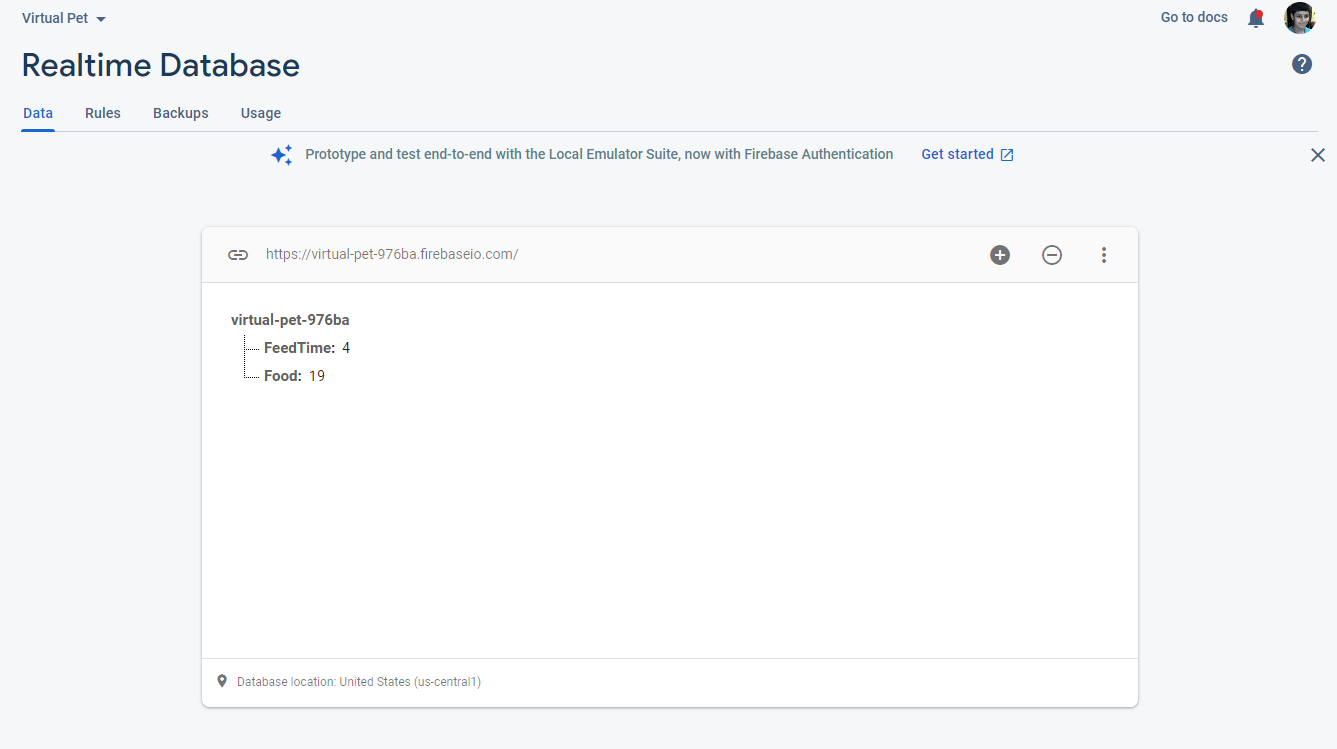 Virtual Pet
Go to docs
Realtime Database
?
Data Rules Backups Usage
Prototype and test end-to-end with the Local Emulator Suite, now with Firebase Authentication Get started
https://virtual-pet-976ba.firebaseio.com/
virtual-pet-976ba
FeedTime: 4
Food: 19
Database location: United States (us-central1)